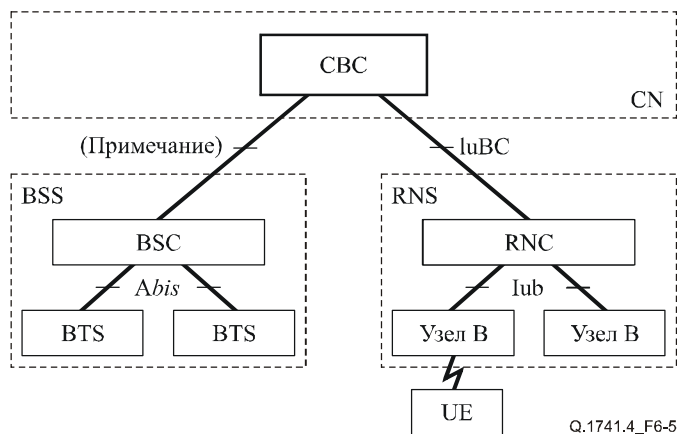 CBC
CN
(Примечание)
IuBC
BSS
RNS
BSC
RNC
Abis
Iub
BTS
BTS
Узел B
Узел B
UE
Q.1741.4_F6-5